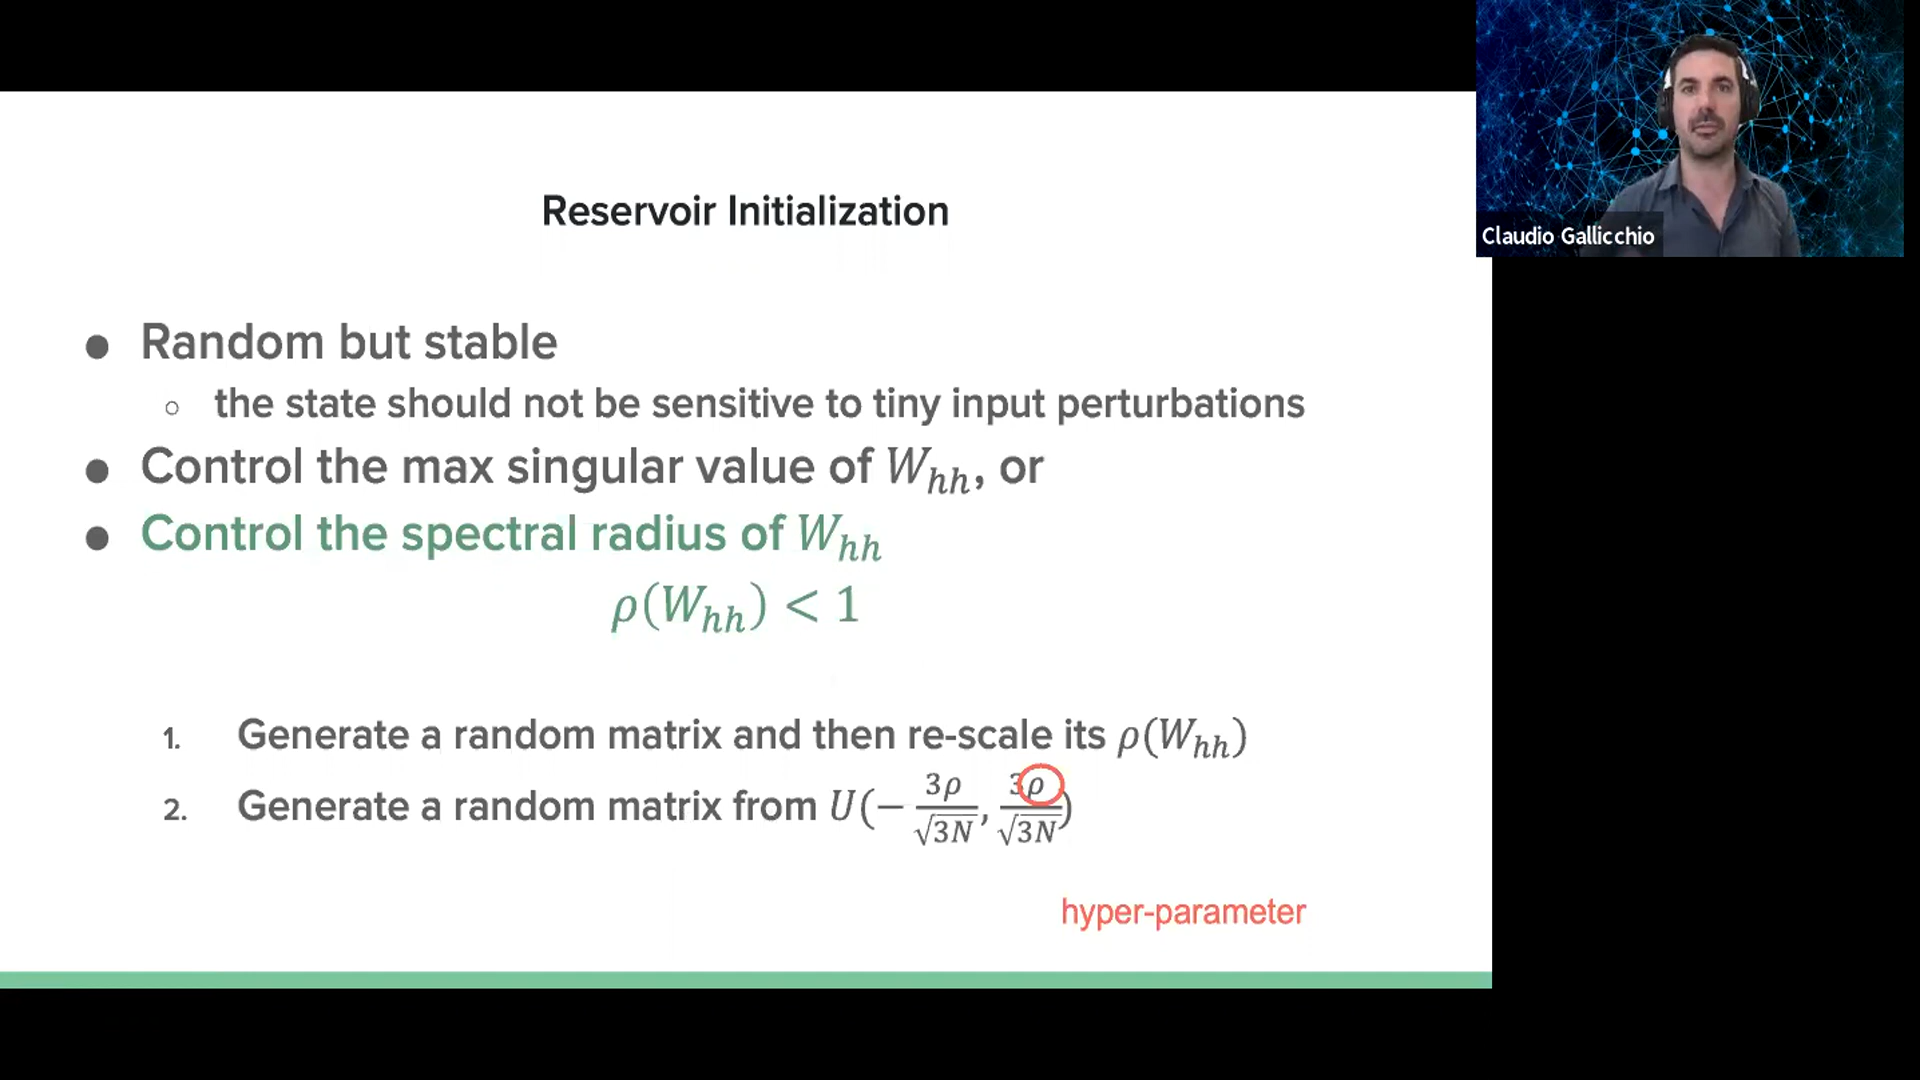 Reservoir Initialization
● Random but stable
○ the state should not be sensitive to tiny input perturbations
● Control the max singular value of W_hh, or
● Control the spectral radius of W_hh
ρ(W_hh) < 1
1. Generate a random matrix and then re-scale its ρ(W_hh)
2. Generate a random matrix from U(−3ρ/√3N, 3ρ/√3N)
hyper-parameter
Claudio Gallicchio